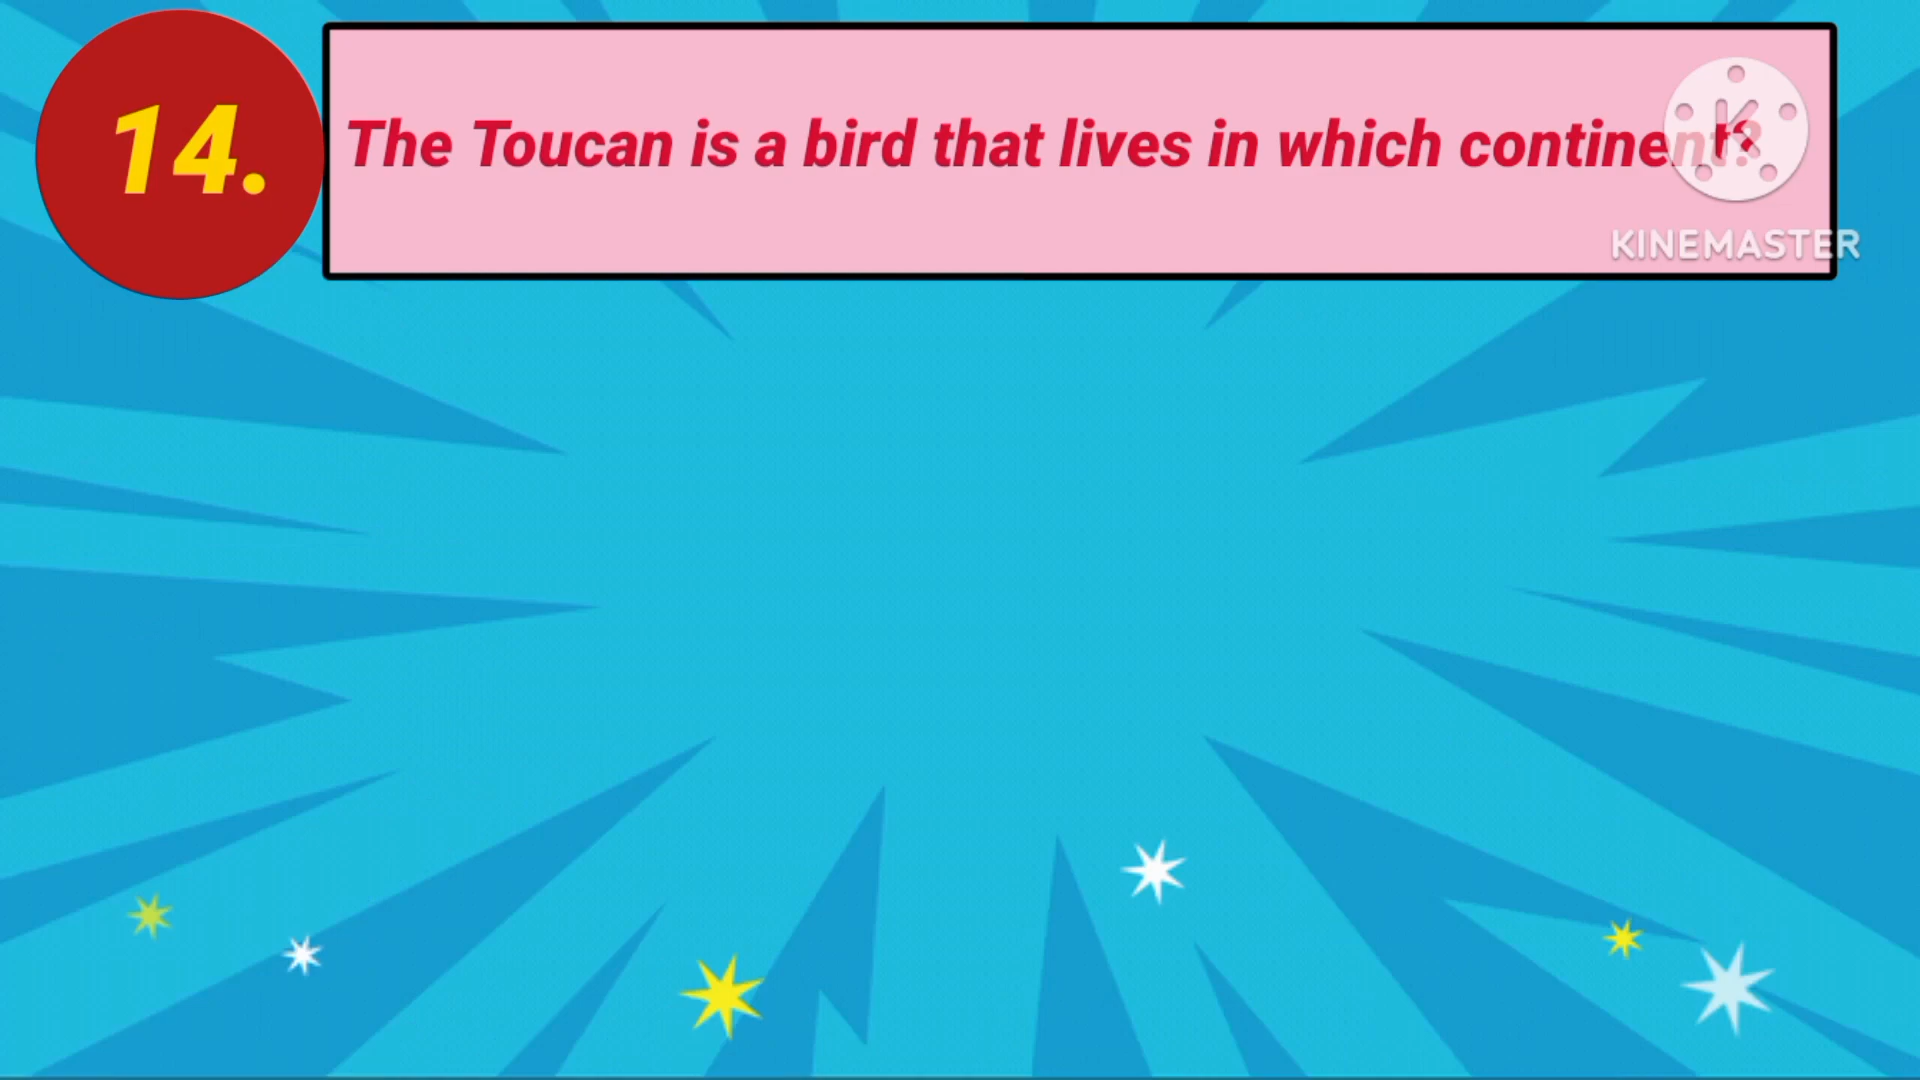 14.
The Toucan is a bird that lives in which continent?
KINEMASTER